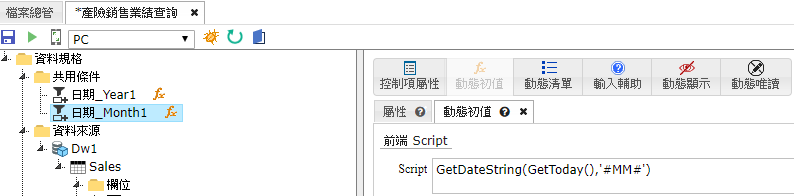 檔案總管 *產險銷售業績查詢
PC
資料規格
共用條件
日期_Year1 fx
日期_Month1 fx
資料來源
Dw1
Sales
欄位
控制項屬性 動態初值 動態清單 輸入輔助 動態顯示 動態唯讀
屬性 動態初值
前端 Script
Script GetDateString(GetToday(),'#MM#')